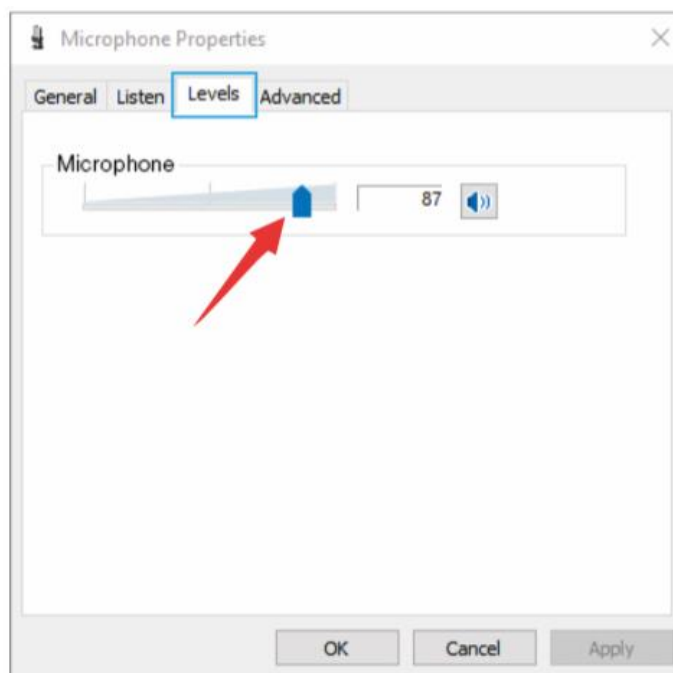 Microphone Properties
General Listen Levels Advanced
Microphone
87
OK Cancel Apply